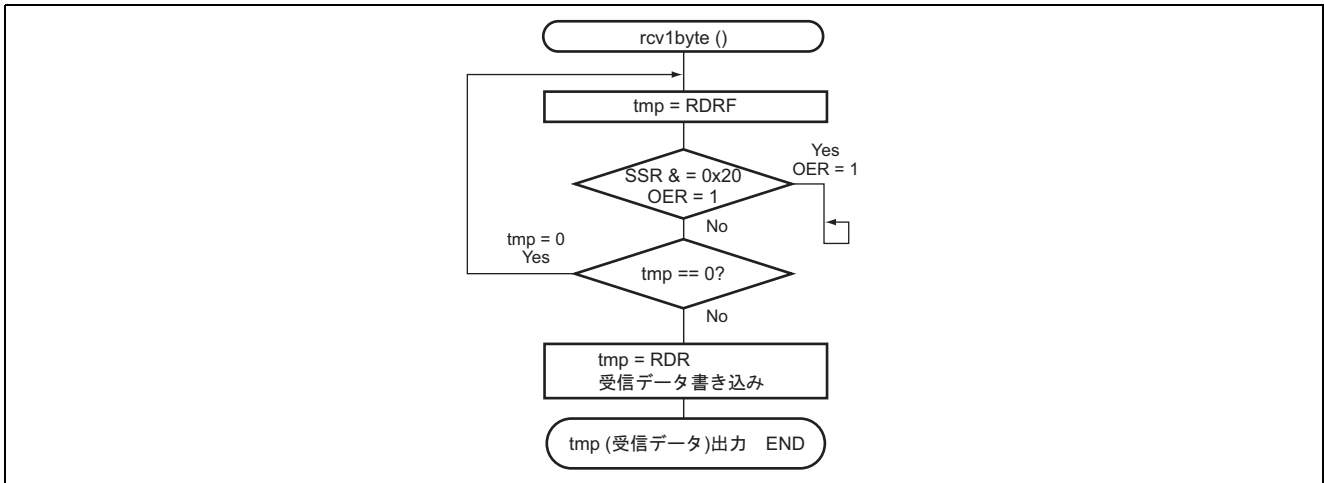 rcv1byte ()
tmp = RDRF
SSR & = 0x20
OER = 1
Yes
OER = 1
No
tmp = 0
Yes
tmp == 0?
No
tmp = RDR
受信データ書き込み
tmp (受信データ)出力 END